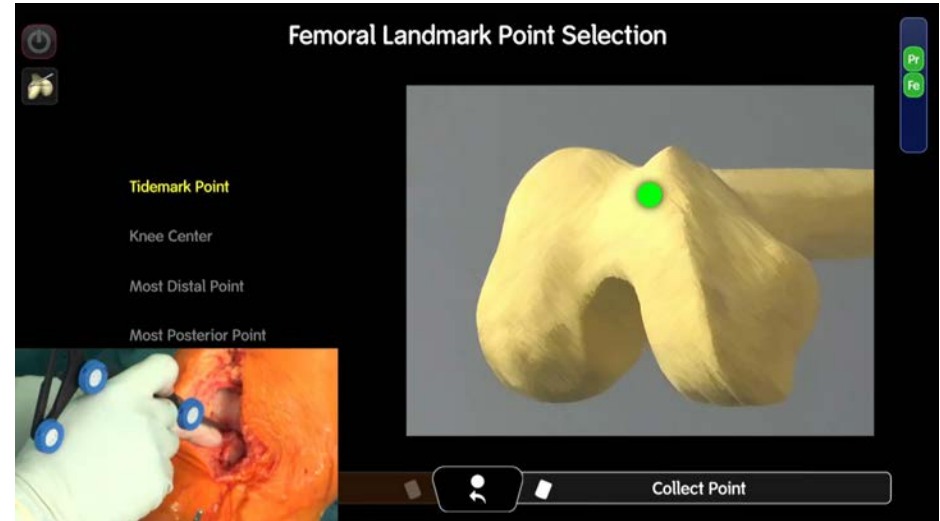 Femoral Landmark Point Selection
Pr
Fe
Tidemark Point
Knee Center
Most Distal Point
Most Posterior Point
Collect Point